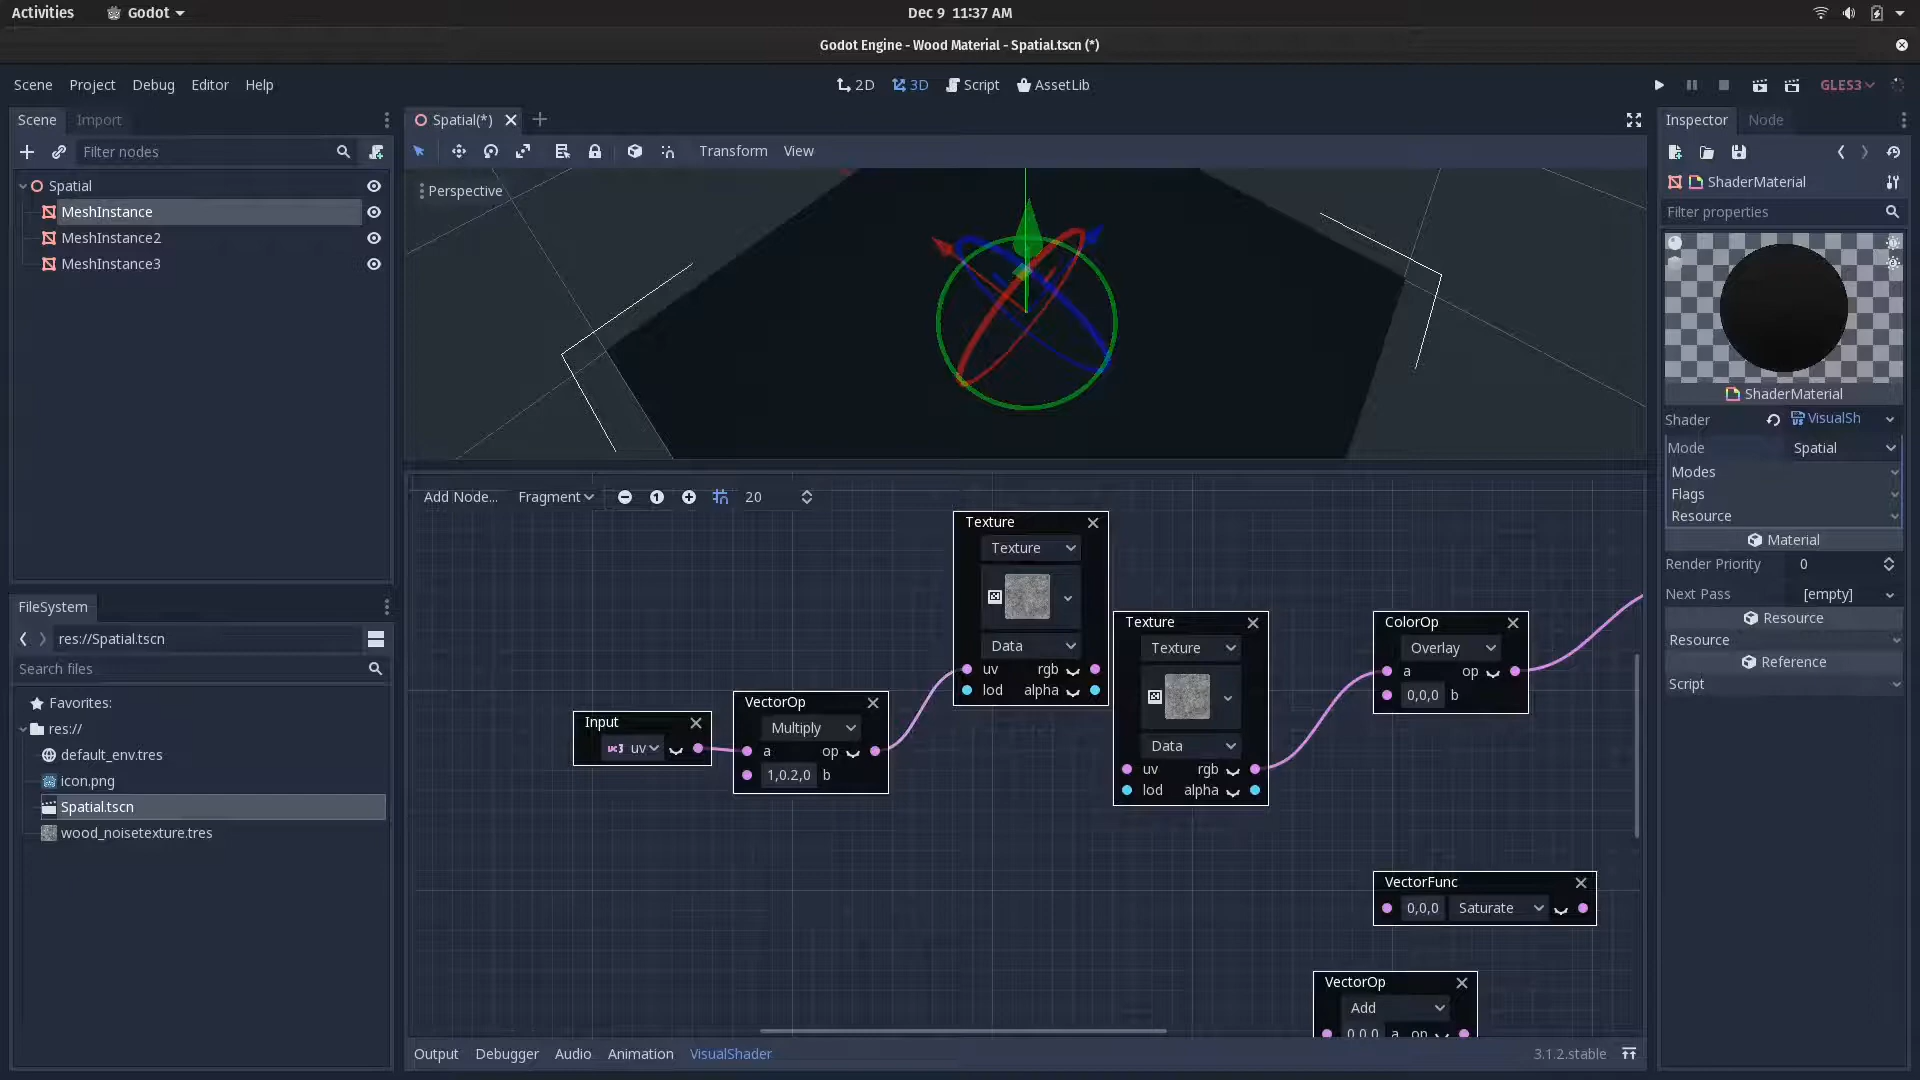 Activities
Godot
Dec 9 11:37 AM
Godot Engine - Wood Material - Spatial.tscn (*)
Scene Project Debug Editor Help
2D 3D Script AssetLib
GLES3
Scene Import
Filter nodes
Spatial
MeshInstance
MeshInstance2
MeshInstance3
FileSystem
res://Spatial.tscn
Search files
Favorites:
res://
default_env.tres
icon.png
Spatial.tscn
wood_noisetexture.tres
Spatial(*)
Transform View
Perspective
Add Node... Fragment 1 20
Input
uv
VectorOp
Multiply
a op
1,0.2,0 b
Texture
Texture
Data
uv rgb
lod alpha
Texture
Texture
Data
uv rgb
lod alpha
ColorOp
Overlay
a op
0,0,0 b
VectorFunc
0,0,0 Saturate
VectorOp
Add
0,0,0 a op
Output Debugger Audio Animation VisualShader
3.1.2.stable
Inspector Node
ShaderMaterial
Filter properties
ShaderMaterial
Shader VisualSh
Mode Spatial
Modes
Flags
Resource
Material
Render Priority 0
Next Pass [empty]
Resource
Resource
Reference
Script